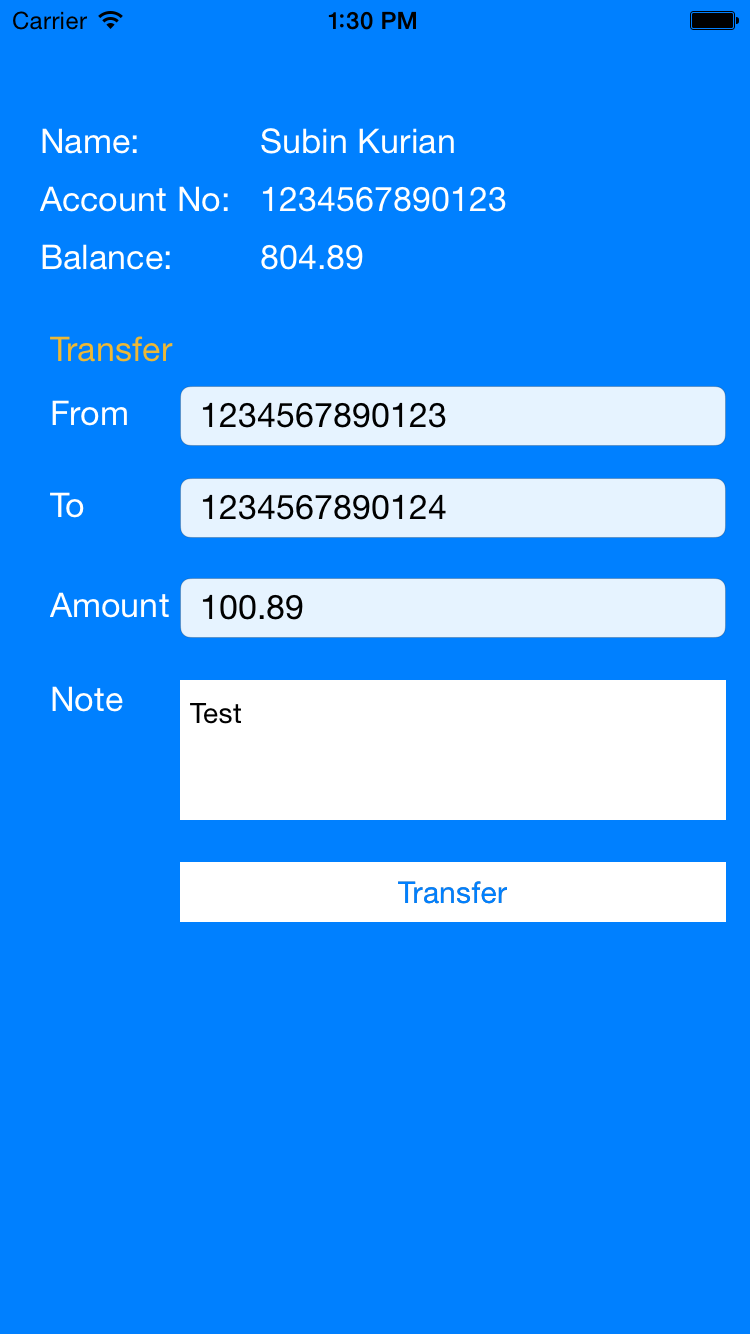 Carrier 1:30 PM
Name: Subin Kurian
Account No: 1234567890123
Balance: 804.89
Transfer
From 1234567890123
To 1234567890124
Amount 100.89
Note Test
Transfer